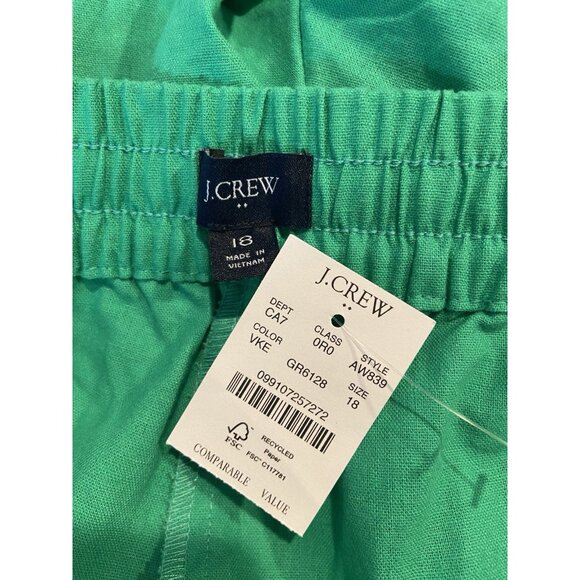 J.CREW
18
MADE IN
VIETNAM
J.CREW
DEPT CLASS STYLE
CA7 0R0 AW839
COLOR SIZE
VKE GR6128 18
099107257272
FSC
RECYCLED
Paper
FSC™ C117781
COMPARABLE VALUE